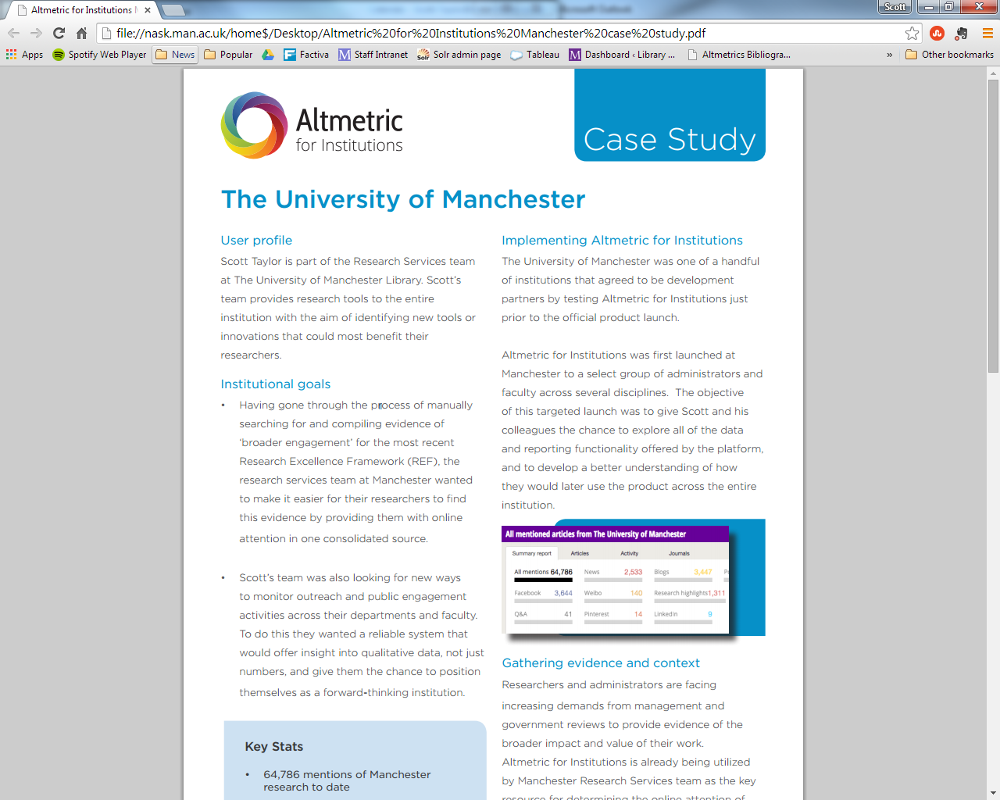 Altmetric for Institutions M
Scott
file://nask.man.ac.uk/home$/Desktop/Altmetric%20for%20Institutions%20Manchester%20case%20study.pdf
Apps Spotify Web Player News Popular Factiva Staff Intranet Solr admin page Tableau Dashboard ‹ Library ... Altmetrics Bibliogra... » Other bookmarks
Altmetric
for Institutions
Case Study
The University of Manchester
User profile
Scott Taylor is part of the Research Services team
at The University of Manchester Library. Scott’s
team provides research tools to the entire
institution with the aim of identifying new tools or
innovations that could most benefit their
researchers.
Institutional goals
• Having gone through the process of manually
searching for and compiling evidence of
‘broader engagement’ for the most recent
Research Excellence Framework (REF), the
research services team at Manchester wanted
to make it easier for their researchers to find
this evidence by providing them with online
attention in one consolidated source.
• Scott’s team was also looking for new ways
to monitor outreach and public engagement
activities across their departments and faculty.
To do this they wanted a reliable system that
would offer insight into qualitative data, not just
numbers, and give them the chance to position
themselves as a forward-thinking institution.
Key Stats
• 64,786 mentions of Manchester
research to date
Implementing Altmetric for Institutions
The University of Manchester was one of a handful
of institutions that agreed to be development
partners by testing Altmetric for Institutions just
prior to the official product launch.
Altmetric for Institutions was first launched at
Manchester to a select group of administrators and
faculty across several disciplines. The objective
of this targeted launch was to give Scott and his
colleagues the chance to explore all of the data
and reporting functionality offered by the platform,
and to develop a better understanding of how
they would later use the product across the entire
institution.
All mentioned articles from The University of Manchester
Summary report Articles Activity Journals
All mentions 64,786 News 2,533 Blogs 3,447
Facebook 3,644 Weibo 140 Research highlights 1,311
Q&A 41 Pinterest 14 LinkedIn 9
Gathering evidence and context
Researchers and administrators are facing
increasing demands from management and
government reviews to provide evidence of the
broader impact and value of their work.
Altmetric for Institutions is already being utilized
by Manchester Research Services team as the key
resource for determining the online attention of